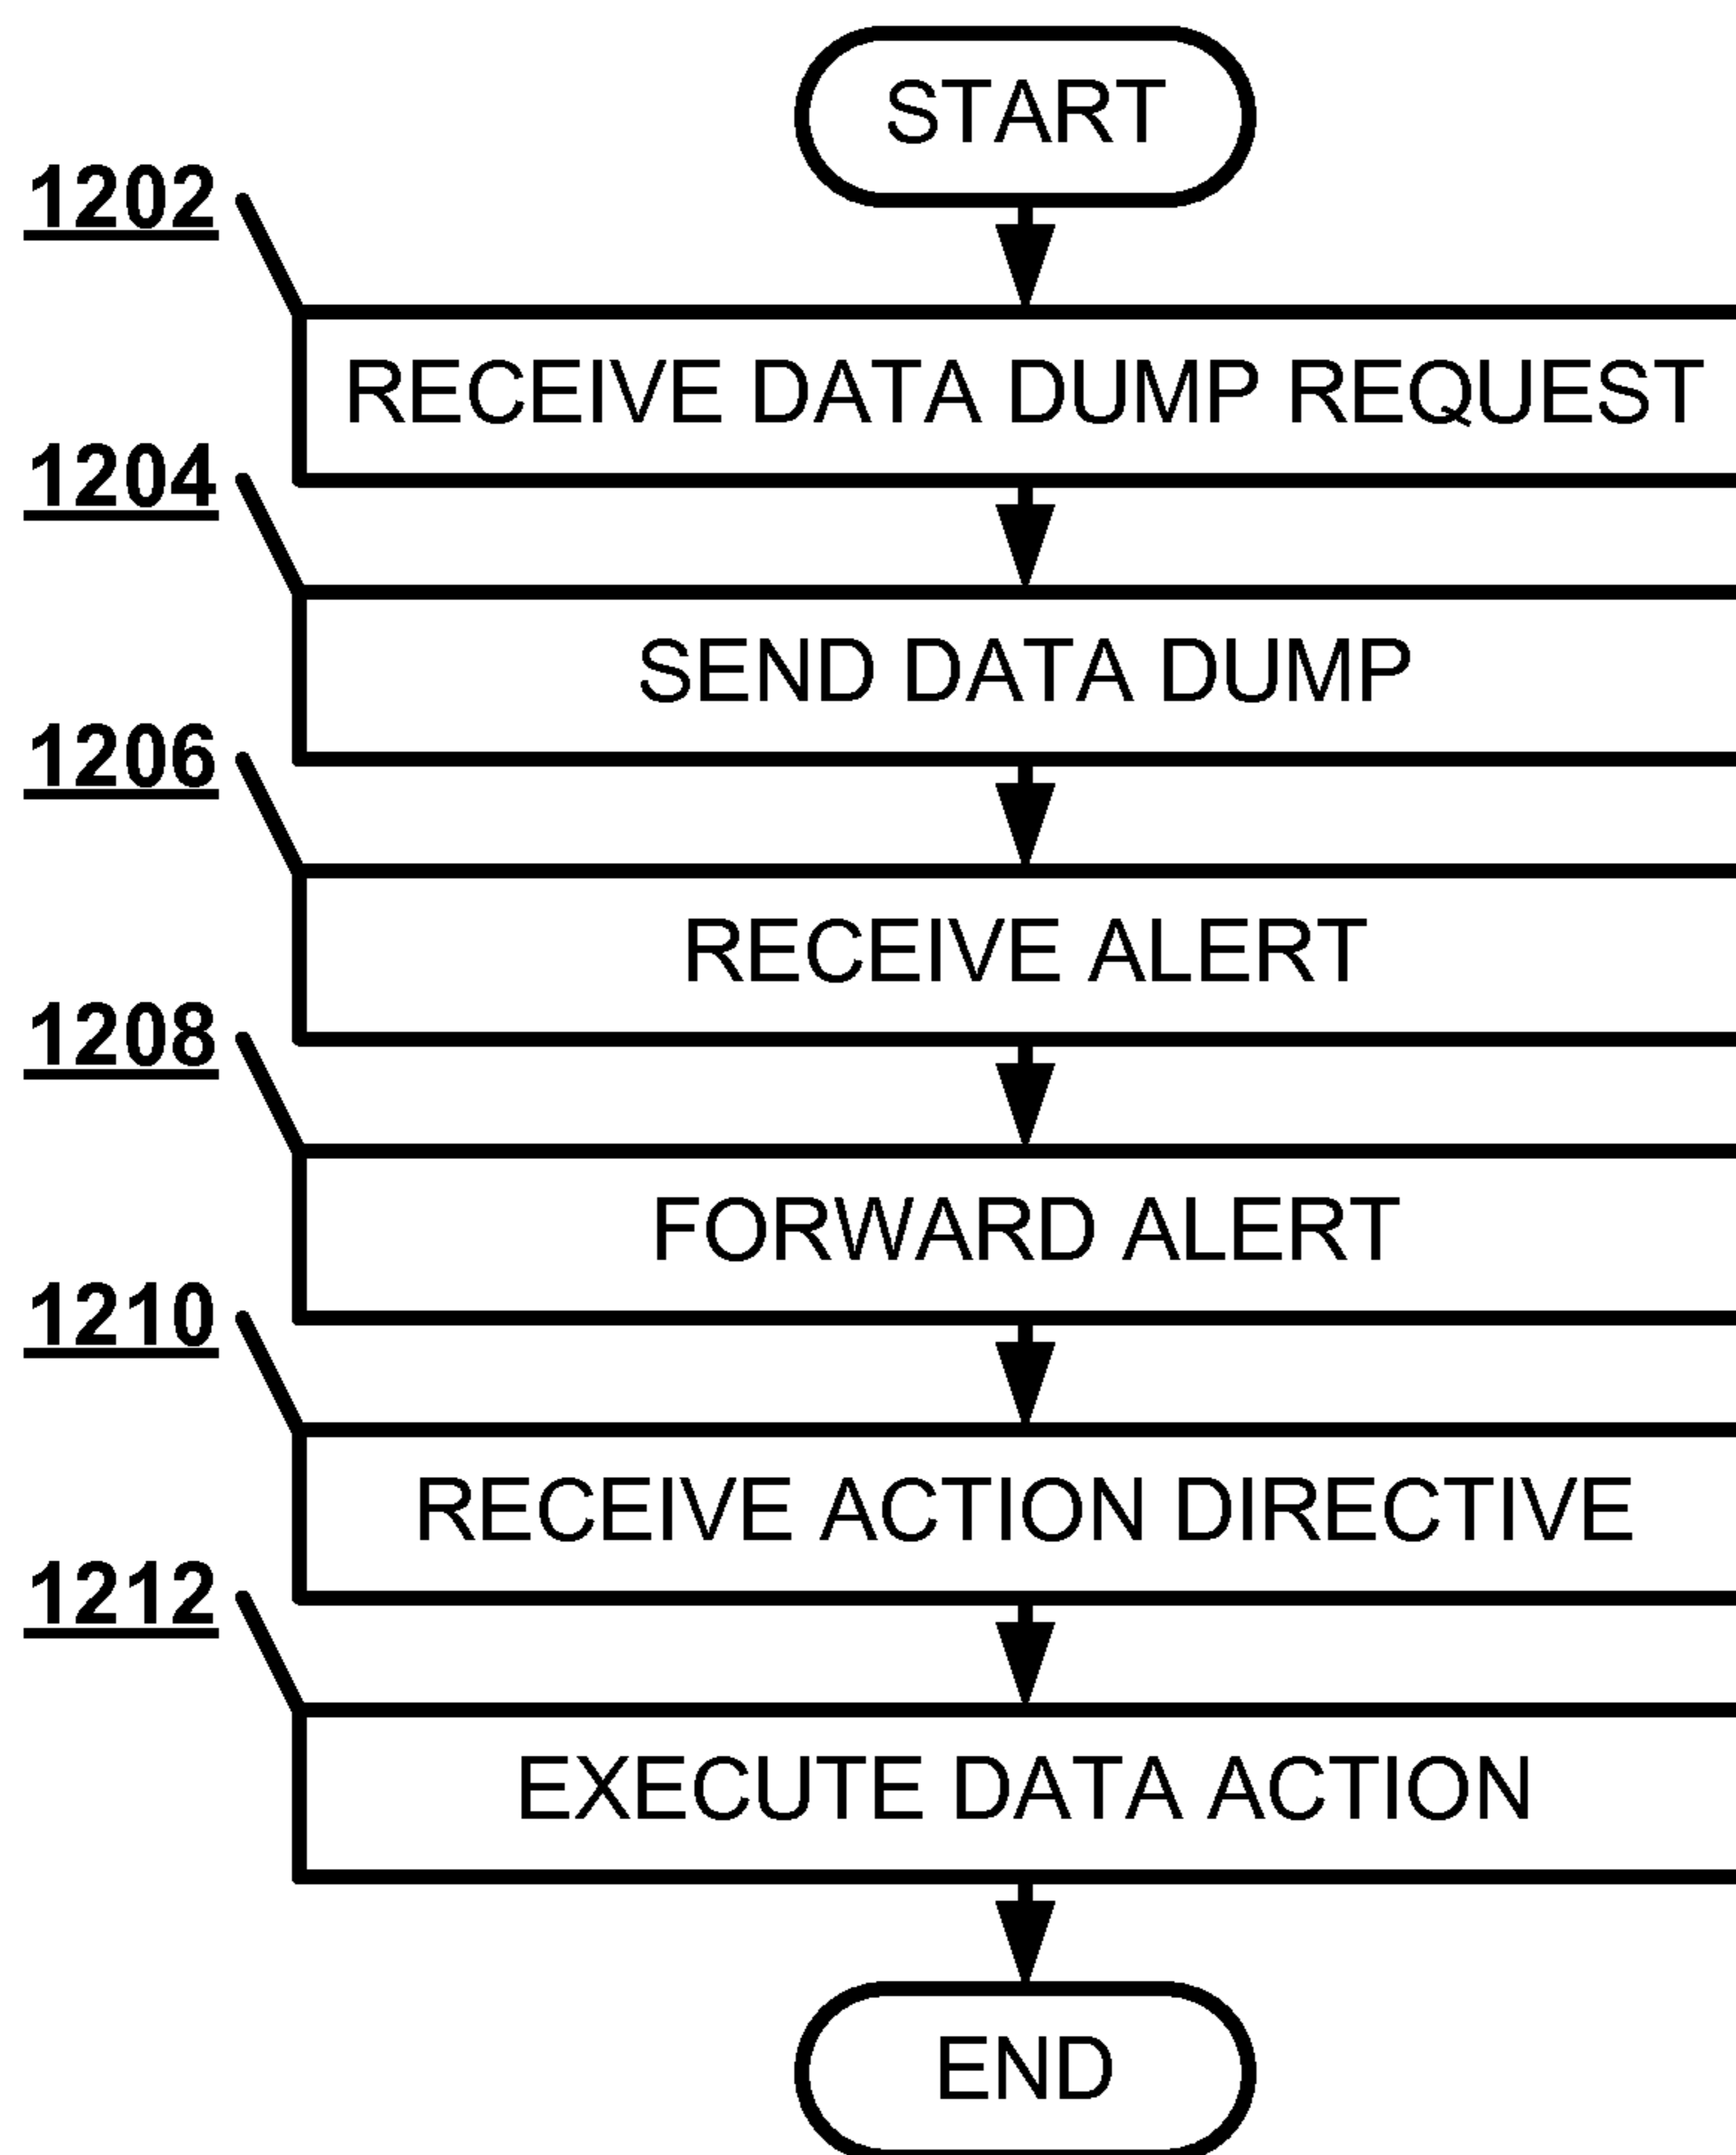 START
1202
RECEIVE DATA DUMP REQUEST
1204
SEND DATA DUMP
1206
RECEIVE ALERT
1208
FORWARD ALERT
1210
RECEIVE ACTION DIRECTIVE
1212
EXECUTE DATA ACTION
END